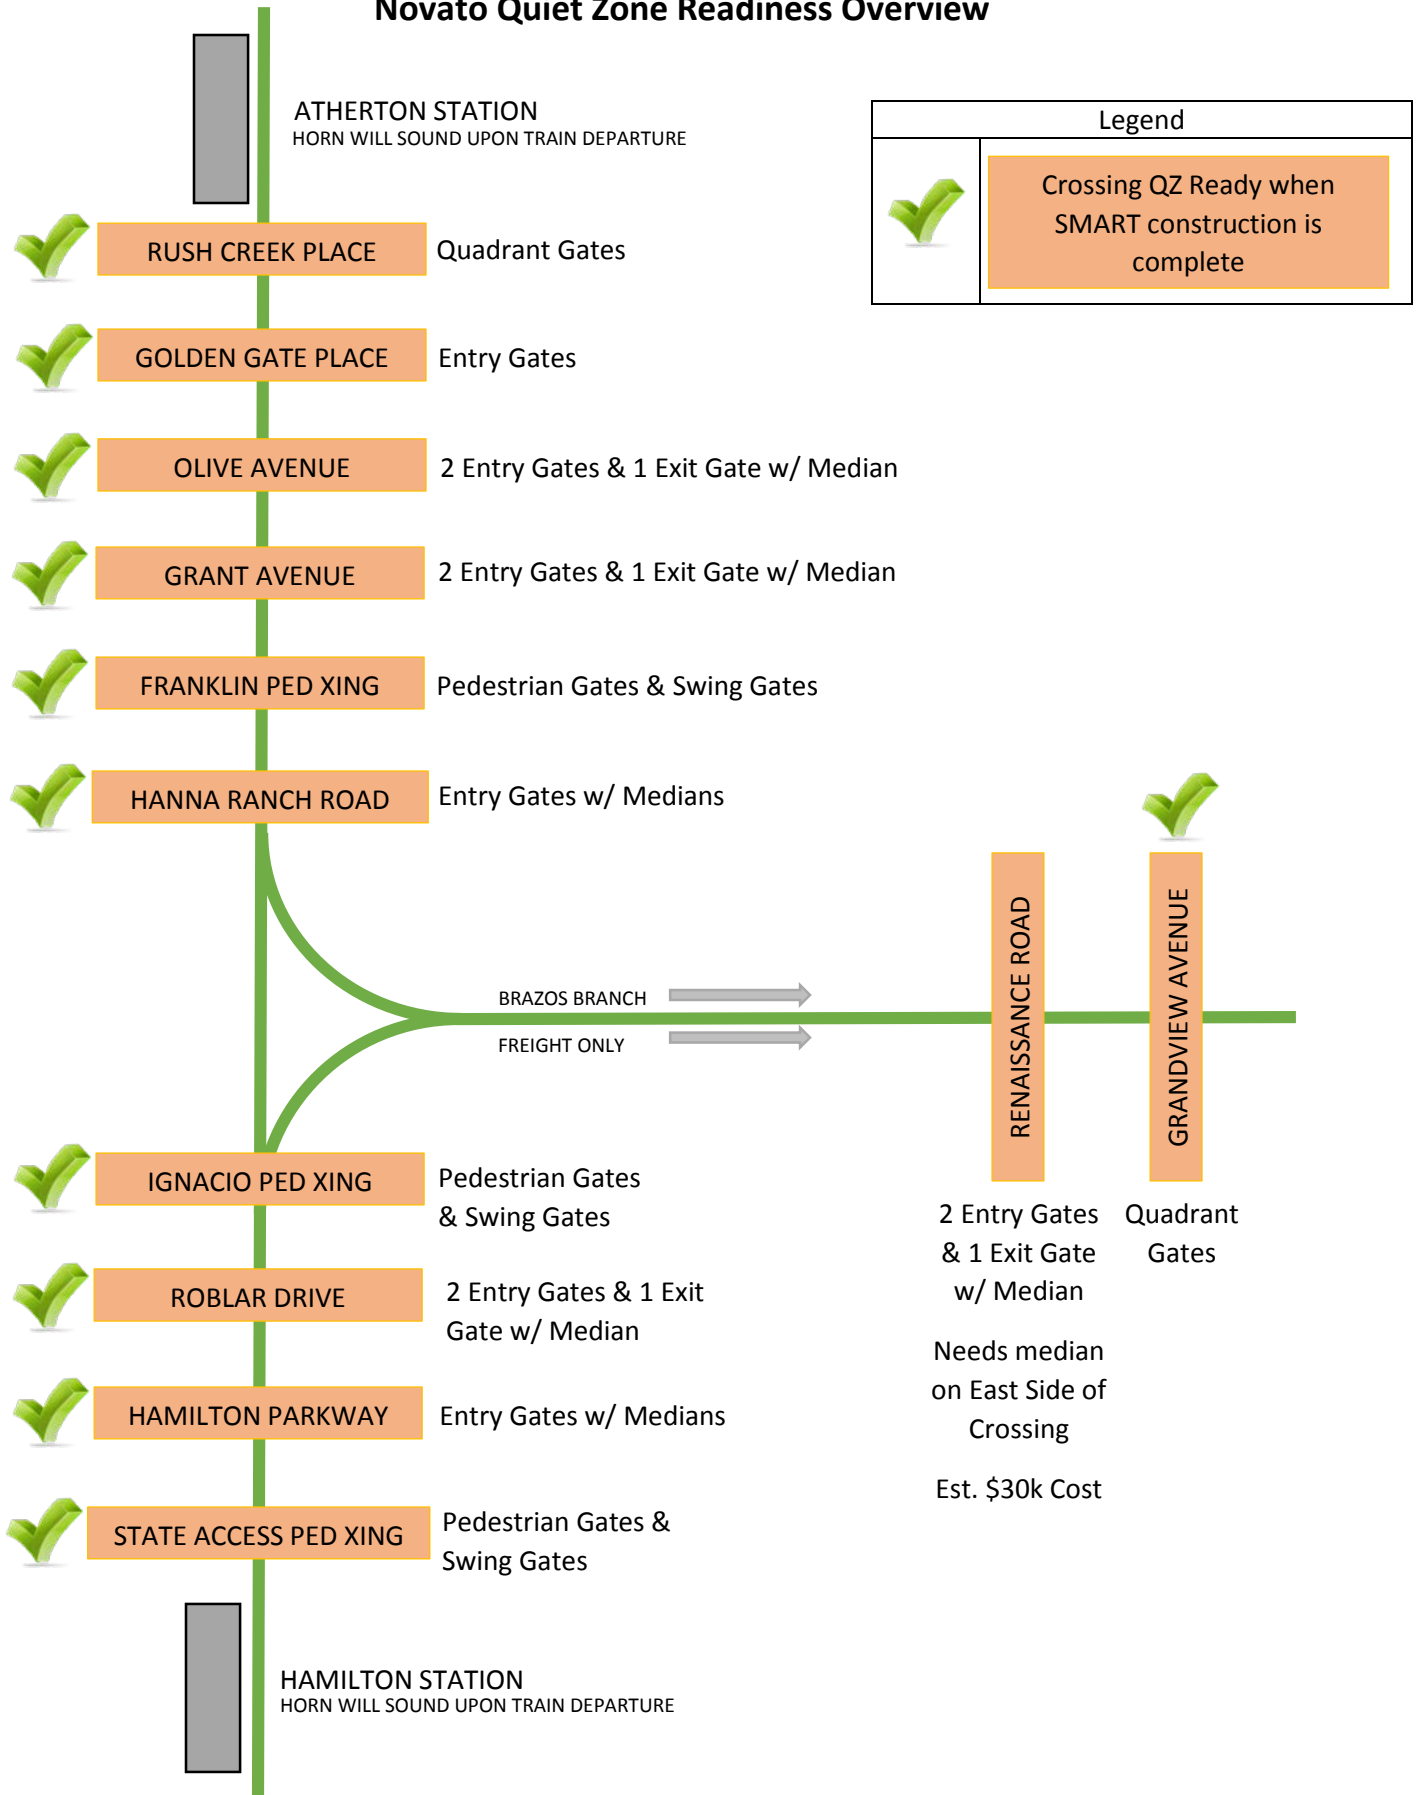 Novato Quiet Zone Readiness Overview
ATHERTON STATION
HORN WILL SOUND UPON TRAIN DEPARTURE
Legend
Crossing QZ Ready when
SMART construction is
complete
RUSH CREEK PLACE
Quadrant Gates
GOLDEN GATE PLACE
Entry Gates
OLIVE AVENUE
2 Entry Gates & 1 Exit Gate w/ Median
GRANT AVENUE
2 Entry Gates & 1 Exit Gate w/ Median
FRANKLIN PED XING
Pedestrian Gates & Swing Gates
HANNA RANCH ROAD
Entry Gates w/ Medians
BRAZOS BRANCH
FREIGHT ONLY
RENAISSANCE ROAD
2 Entry Gates
& 1 Exit Gate
w/ Median
Needs median
on East Side of
Crossing
Est. $30k Cost
GRANDVIEW AVENUE
Quadrant
Gates
IGNACIO PED XING
Pedestrian Gates
& Swing Gates
ROBLAR DRIVE
2 Entry Gates & 1 Exit
Gate w/ Median
HAMILTON PARKWAY
Entry Gates w/ Medians
STATE ACCESS PED XING
Pedestrian Gates &
Swing Gates
HAMILTON STATION
HORN WILL SOUND UPON TRAIN DEPARTURE